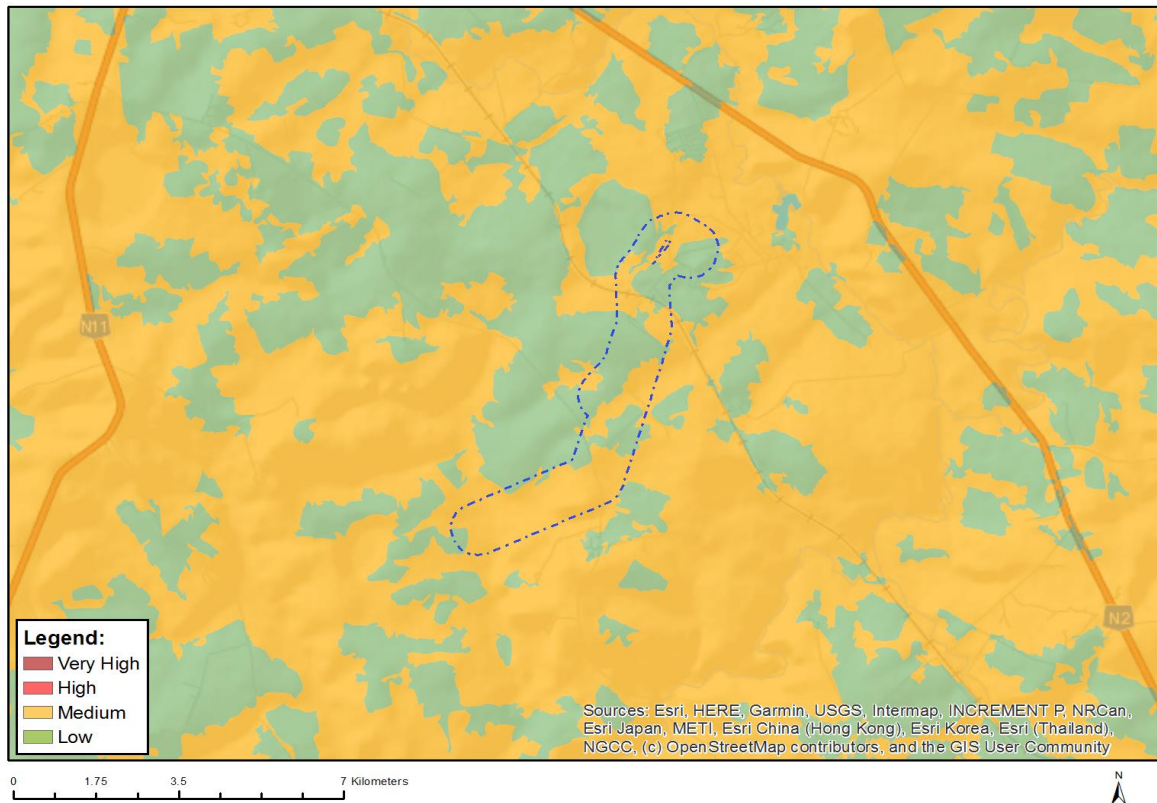 N11
N2
Legend:
Very High
High
Medium
Low
Sources: Esri, HERE, Garmin, USGS, Intermap, INCREMENT P, NRCan,
Esri Japan, METI, Esri China (Hong Kong), Esri Korea, Esri (Thailand),
NGCC, (c) OpenStreetMap contributors, and the GIS User Community
0 1.75 3.5 7 Kilometers
N